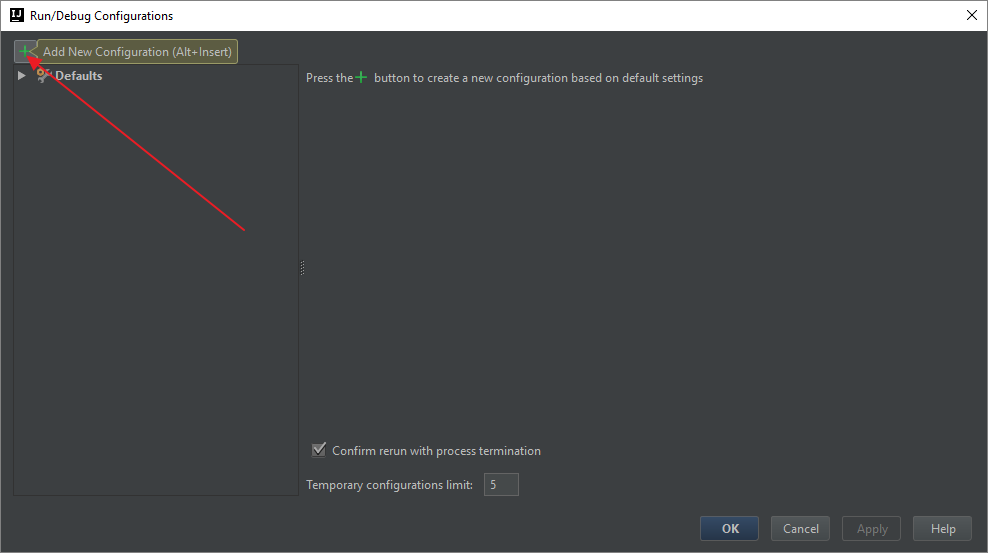 IJ Run/Debug Configurations
Add New Configuration (Alt+Insert)
Defaults
Press the + button to create a new configuration based on default settings
Confirm rerun with process termination
Temporary configurations limit: 5
OK Cancel Apply Help